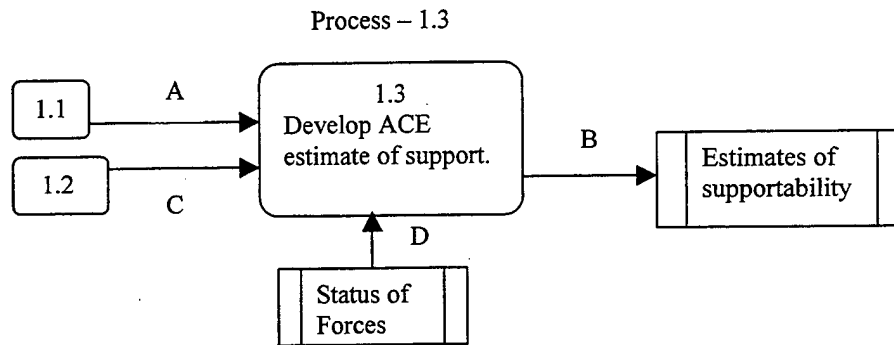 Process – 1.3
1.1
A
1.3
Develop ACE
estimate of support.
B
Estimates of
supportability
1.2
C
D
Status of
Forces